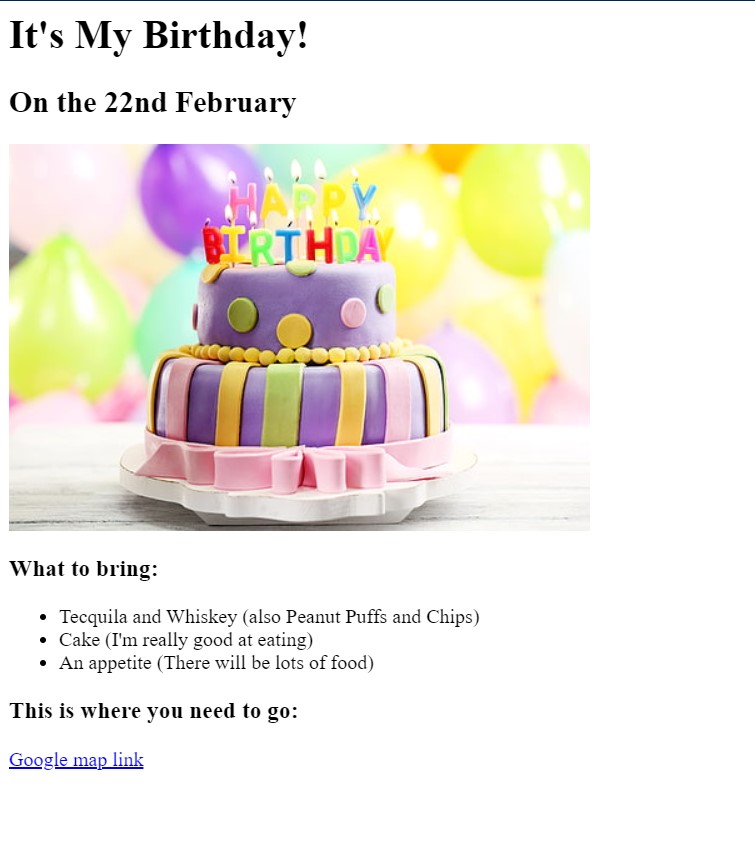 It's My Birthday!
On the 22nd February
HAPPY
BIRTHDAY
What to bring:
Tecquila and Whiskey (also Peanut Puffs and Chips)
Cake (I'm really good at eating)
An appetite (There will be lots of food)
This is where you need to go:
Google map link